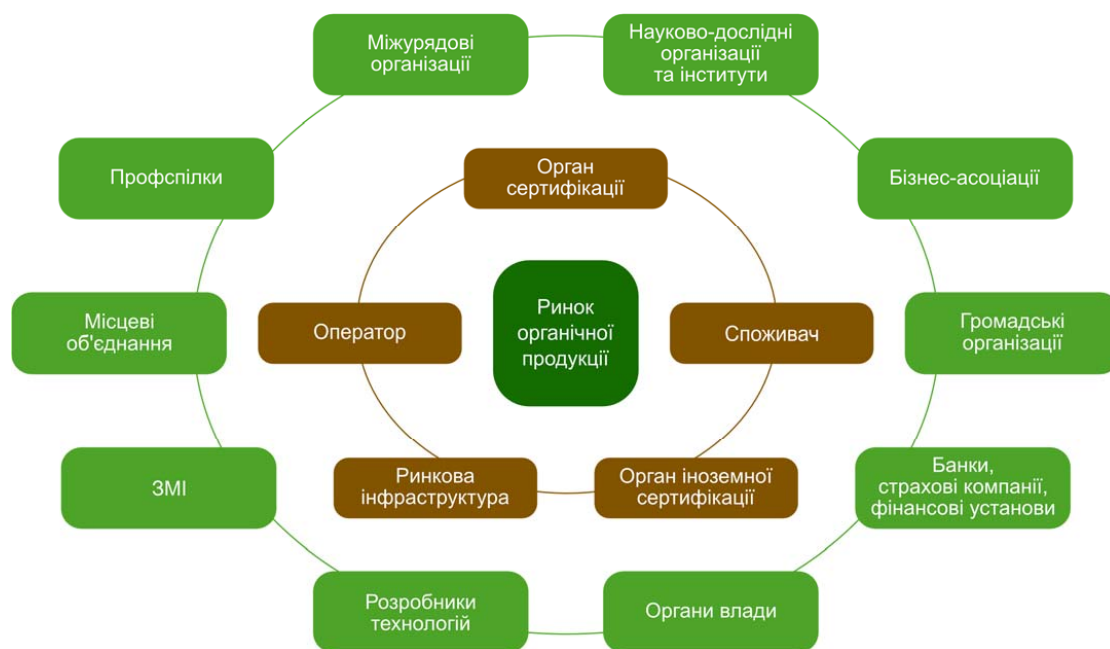 Міжурядові
організації
Науково-дослідні
організації
та інститути
Профспілки
Орган
сертифікації
Бізнес-асоціації
Місцеві
об'єднання
Оператор
Ринок
органічної
продукції
Споживач
Громадські
організації
ЗМІ
Ринкова
інфраструктура
Орган іноземної
сертифікації
Банки,
страхові компанії,
фінансові установи
Розробники
технологій
Органи влади